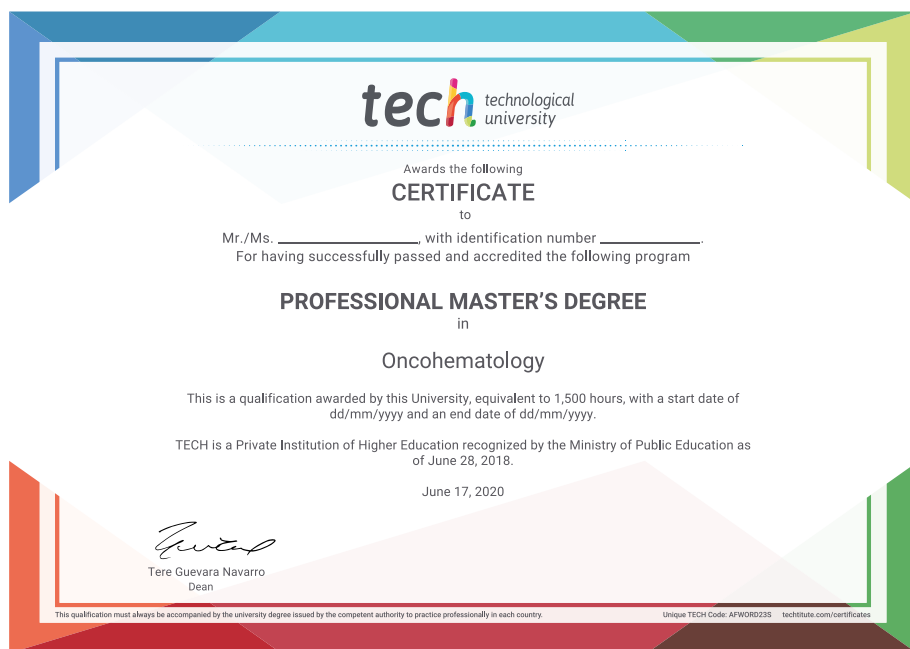 tech technological
university
Awards the following
CERTIFICATE
to
Mr./Ms. ____________________, with identification number ______________.
For having successfully passed and accredited the following program
PROFESSIONAL MASTER'S DEGREE
in
Oncohematology
This is a qualification awarded by this University, equivalent to 1,500 hours, with a start date of
dd/mm/yyyy and an end date of dd/mm/yyyy.
TECH is a Private Institution of Higher Education recognized by the Ministry of Public Education as
of June 28, 2018.
June 17, 2020
Tere Guevara Navarro
Dean
This qualification must always be accompanied by the university degree issued by the competent authority to practice professionally in each country.
Unique TECH Code: AFWORD23S techtitute.com/certificates